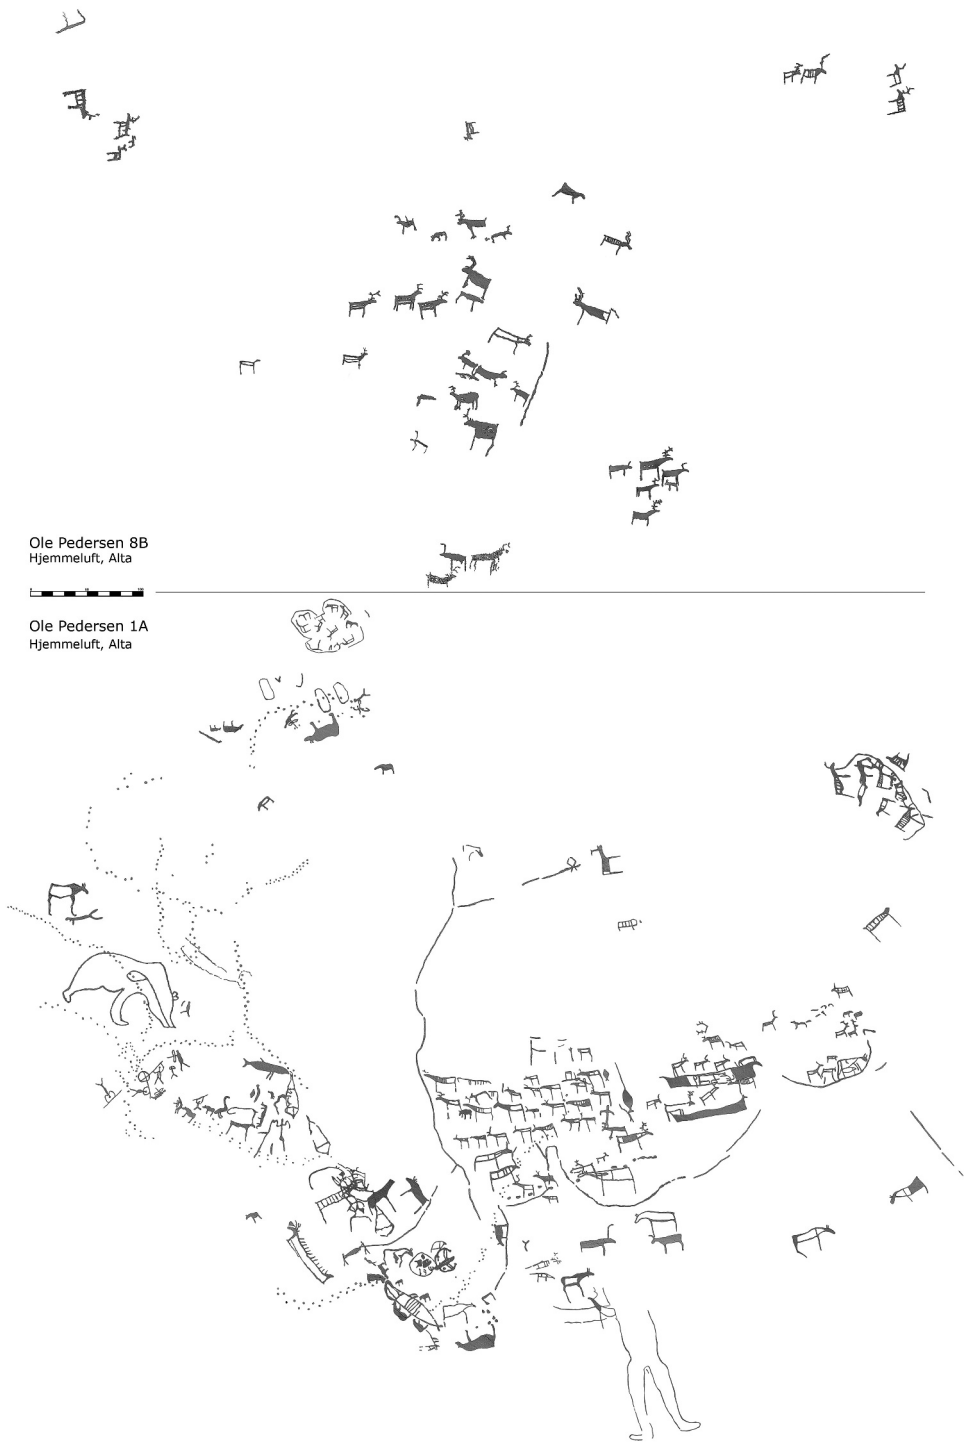 Ole Pedersen 8B
Hjemmeluft, Alta
Ole Pedersen 1A
Hjemmeluft, Alta